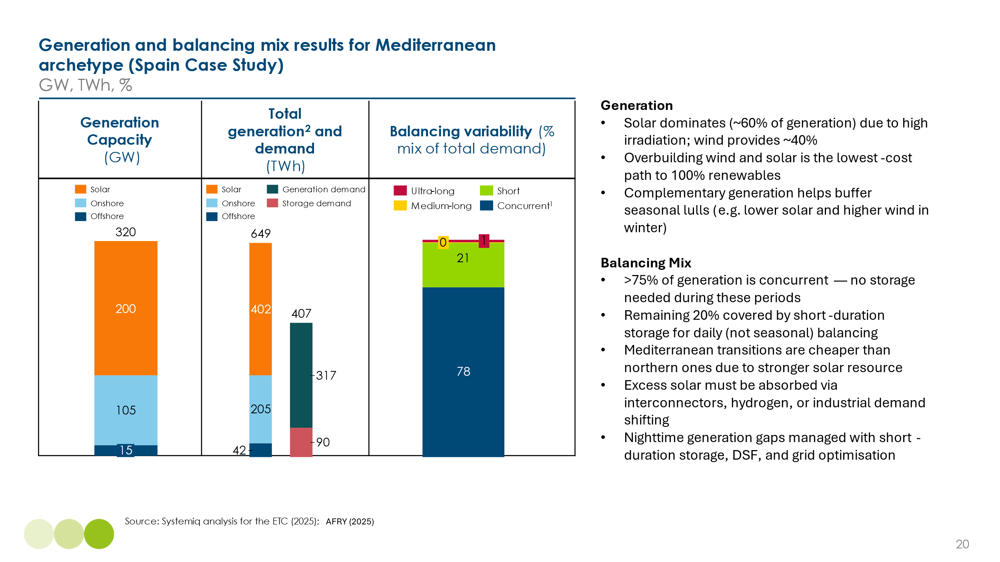 Generation and balancing mix results for Mediterranean
archetype (Spain Case Study)
GW, TWh, %
Generation
Capacity
(GW)
Total
generation² and
demand
(TWh)
Balancing variability (%
mix of total demand)
Solar
Onshore
Offshore
320
200
105
15
Solar
Onshore
Offshore
Generation demand
Storage demand
649
402
205
42
407
317
90
Ultra-long
Medium-long
Short
Concurrent¹
0
1
21
78
Generation
• Solar dominates (~60% of generation) due to high
irradiation; wind provides ~40%
• Overbuilding wind and solar is the lowest -cost
path to 100% renewables
• Complementary generation helps buffer
seasonal lulls (e.g. lower solar and higher wind in
winter)
Balancing Mix
• >75% of generation is concurrent — no storage
needed during these periods
• Remaining 20% covered by short -duration
storage for daily (not seasonal) balancing
• Mediterranean transitions are cheaper than
northern ones due to stronger solar resource
• Excess solar must be absorbed via
interconnectors, hydrogen, or industrial demand
shifting
• Nighttime generation gaps managed with short -
duration storage, DSF, and grid optimisation
Source: Systemiq analysis for the ETC (2025); AFRY (2025)
20